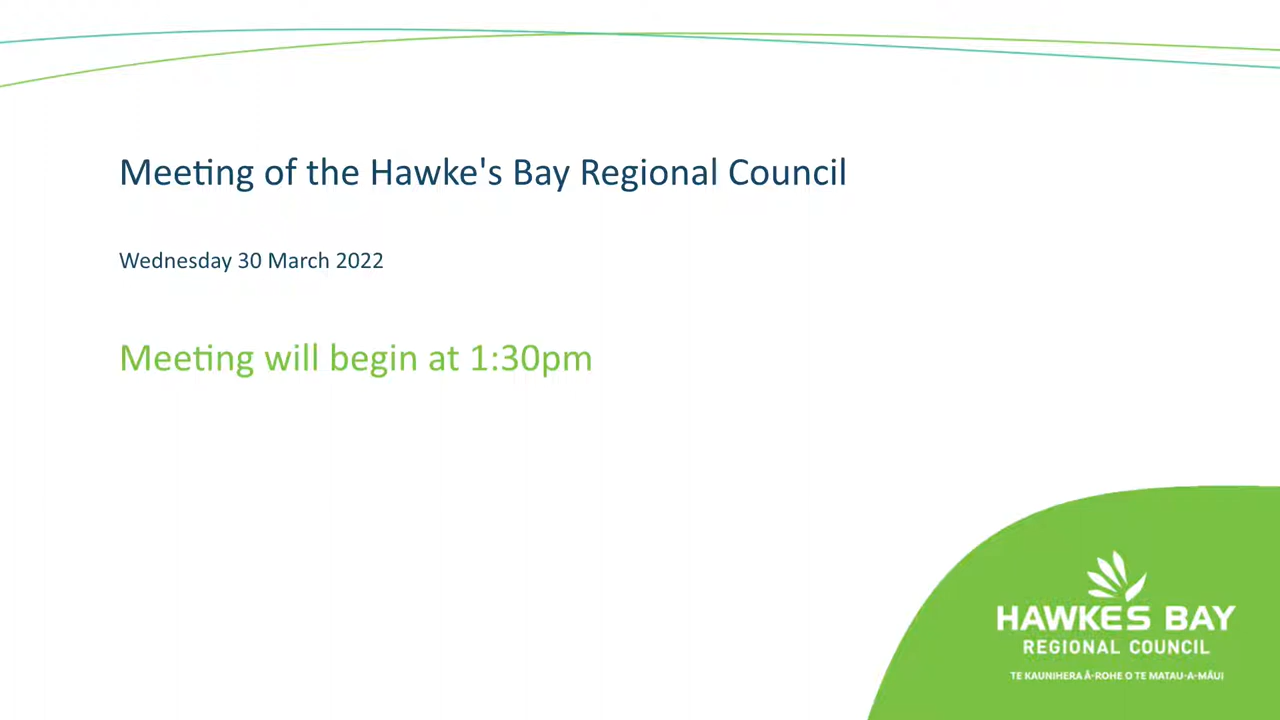 Meeting of the Hawke's Bay Regional Council
Wednesday 30 March 2022
Meeting will begin at 1:30pm
HAWKES BAY
REGIONAL COUNCIL
TE KAUNIHERA Ā-ROHE O TE MATAU-A-MĀUI